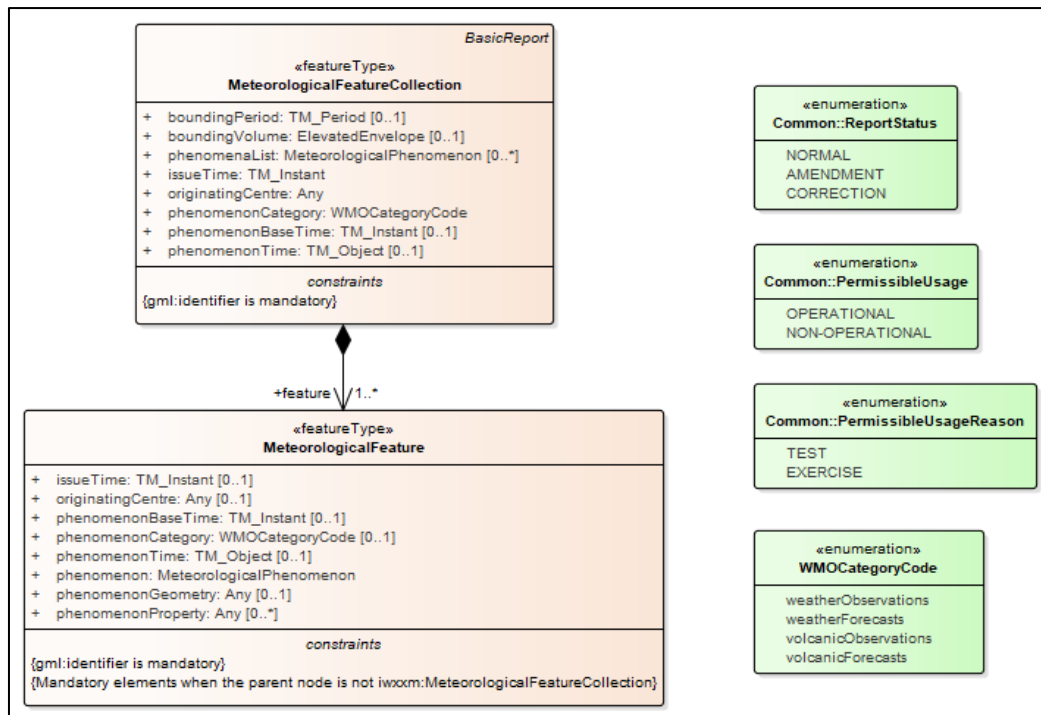 BasicReport
«featureType»
MeteorologicalFeatureCollection
+ boundingPeriod: TM_Period [0..1]
+ boundingVolume: ElevatedEnvelope [0..1]
+ phenomenaList: MeteorologicalPhenomenon [0..*]
+ issueTime: TM_Instant
+ originatingCentre: Any
+ phenomenonCategory: WMOCategoryCode
+ phenomenonBaseTime: TM_Instant [0..1]
+ phenomenonTime: TM_Object [0..1]
constraints
{gml:identifier is mandatory}
+feature 1..*
«featureType»
MeteorologicalFeature
+ issueTime: TM_Instant [0..1]
+ originatingCentre: Any [0..1]
+ phenomenonBaseTime: TM_Instant [0..1]
+ phenomenonCategory: WMOCategoryCode [0..1]
+ phenomenonTime: TM_Object [0..1]
+ phenomenon: MeteorologicalPhenomenon
+ phenomenonGeometry: Any [0..1]
+ phenomenonProperty: Any [0..*]
constraints
{gml:identifier is mandatory}
{Mandatory elements when the parent node is not iwxxm:MeteorologicalFeatureCollection}
«enumeration»
Common::ReportStatus
NORMAL
AMENDMENT
CORRECTION
«enumeration»
Common::PermissibleUsage
OPERATIONAL
NON-OPERATIONAL
«enumeration»
Common::PermissibleUsageReason
TEST
EXERCISE
«enumeration»
WMOCategoryCode
weatherObservations
weatherForecasts
volcanicObservations
volcanicForecasts